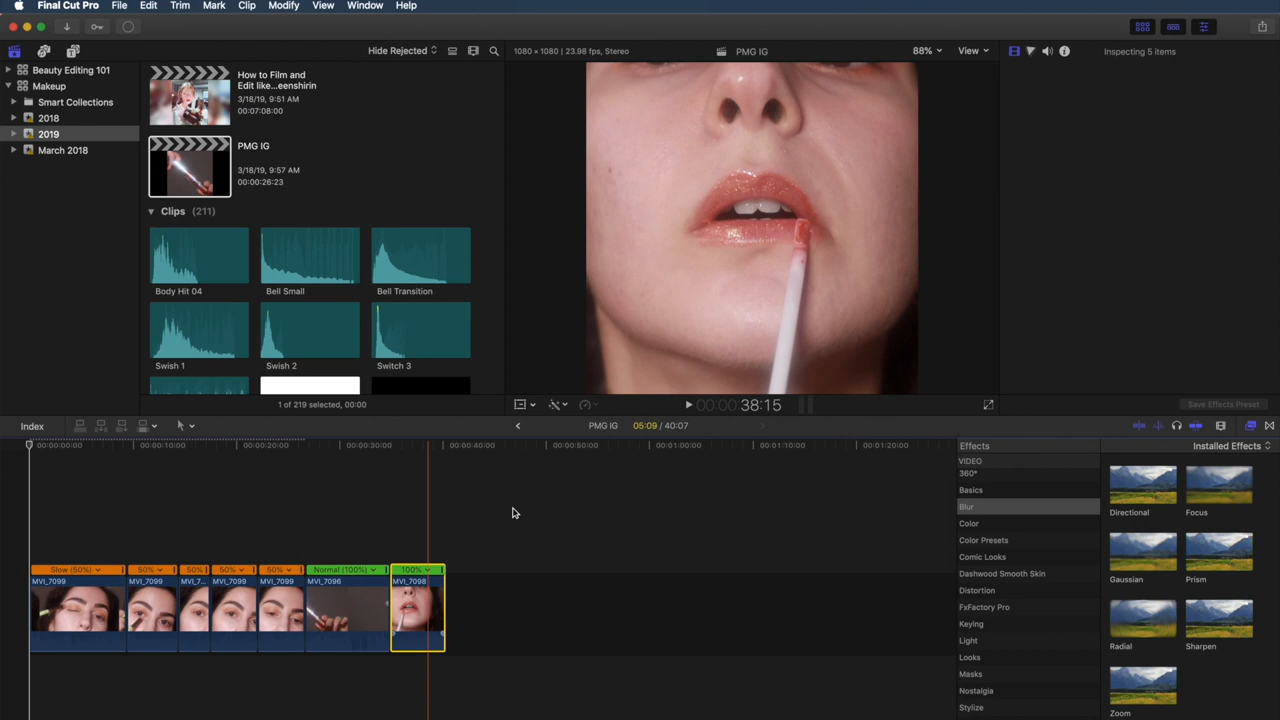 Final Cut Pro File Edit Trim Mark Clip Modify View Window Help
Hide Rejected
1080 × 1080 | 23.98 fps, Stereo
PMG IG
88%
View
Inspecting 5 items
Beauty Editing 101
Makeup
Smart Collections
2018
2019
March 2018
How to Film and
Edit like...eenshirin
3/18/19, 9:51 AM
00:07:08:00
PMG IG
3/18/19, 9:57 AM
00:00:26:23
Clips (211)
Body Hit 04
Bell Small
Bell Transition
Swish 1
Swish 2
Switch 3
1 of 219 selected, 00:00
00:00:38:15
Save Effects Preset
Index
PMG IG
05:09 / 40:07
00:00:00:00
00:00:10:00
00:00:20:00
00:00:30:00
00:00:40:00
00:00:50:00
00:01:00:00
00:01:10:00
00:01:20:00
Slow (50%)
50%
50%
50%
50%
Normal (100%)
100%
MVI_7099
MVI_7099
MVI_7...
MVI_7099
MVI_7099
MVI_7096
MVI_7098
Effects
Installed Effects
VIDEO
360°
Basics
Blur
Color
Color Presets
Comic Looks
Dashwood Smooth Skin
Distortion
FxFactory Pro
Keying
Light
Looks
Masks
Nostalgia
Stylize
Directional
Focus
Gaussian
Prism
Radial
Sharpen
Zoom